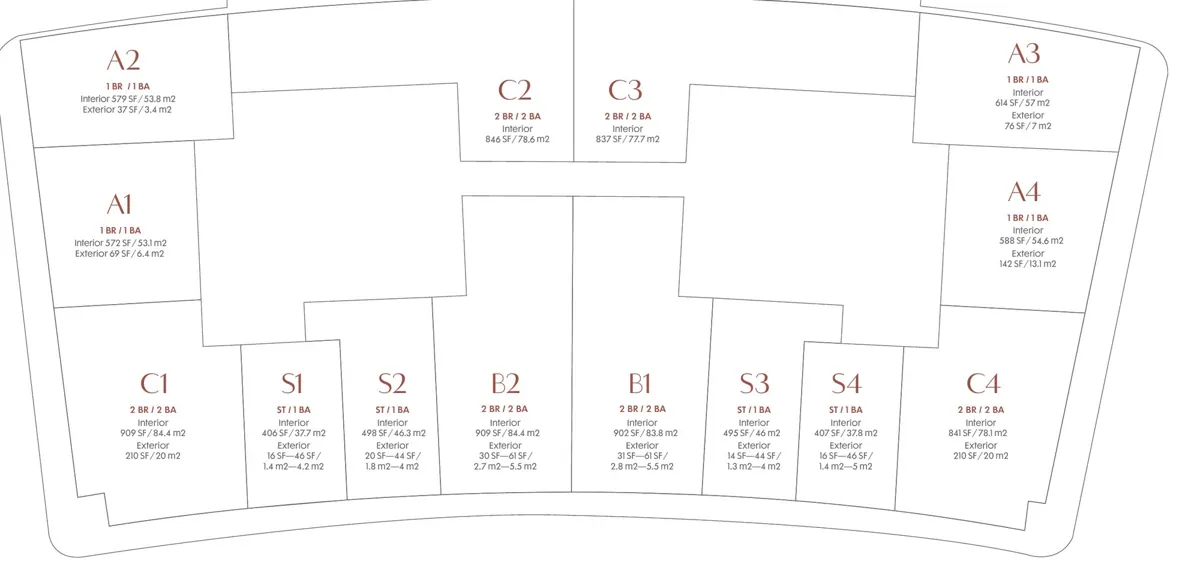 A2
1 BR / 1 BA
Interior 579 SF / 53.8 m2
Exterior 37 SF / 3.4 m2
C2
2 BR / 2 BA
Interior
846 SF / 78.6 m2
C3
2 BR / 2 BA
Interior
837 SF / 77.7 m2
A3
1 BR / 1 BA
Interior
614 SF / 57 m2
Exterior
76 SF / 7 m2
A1
1 BR / 1 BA
Interior 572 SF / 53.1 m2
Exterior 69 SF / 6.4 m2
A4
1 BR / 1 BA
Interior
588 SF / 54.6 m2
Exterior
142 SF / 13.1 m2
C1
2 BR / 2 BA
Interior
909 SF / 84.4 m2
Exterior
210 SF / 20 m2
S1
ST / 1 BA
Interior
406 SF / 37.7 m2
Exterior
16 SF—46 SF /
1.4 m2—4.2 m2
S2
ST / 1 BA
Interior
498 SF / 46.3 m2
Exterior
20 SF—44 SF /
1.8 m2—4 m2
B2
2 BR / 2 BA
Interior
909 SF / 84.4 m2
Exterior
30 SF—61 SF /
2.7 m2—5.5 m2
B1
2 BR / 2 BA
Interior
902 SF / 83.8 m2
Exterior
31 SF—61 SF /
2.8 m2—5.5 m2
S3
ST / 1 BA
Interior
495 SF / 46 m2
Exterior
14 SF—44 SF /
1.3 m2—4 m2
S4
ST / 1 BA
Interior
407 SF / 37.8 m2
Exterior
16 SF—46 SF /
1.4 m2—5 m2
C4
2 BR / 2 BA
Interior
841 SF / 78.1 m2
Exterior
210 SF / 20 m2